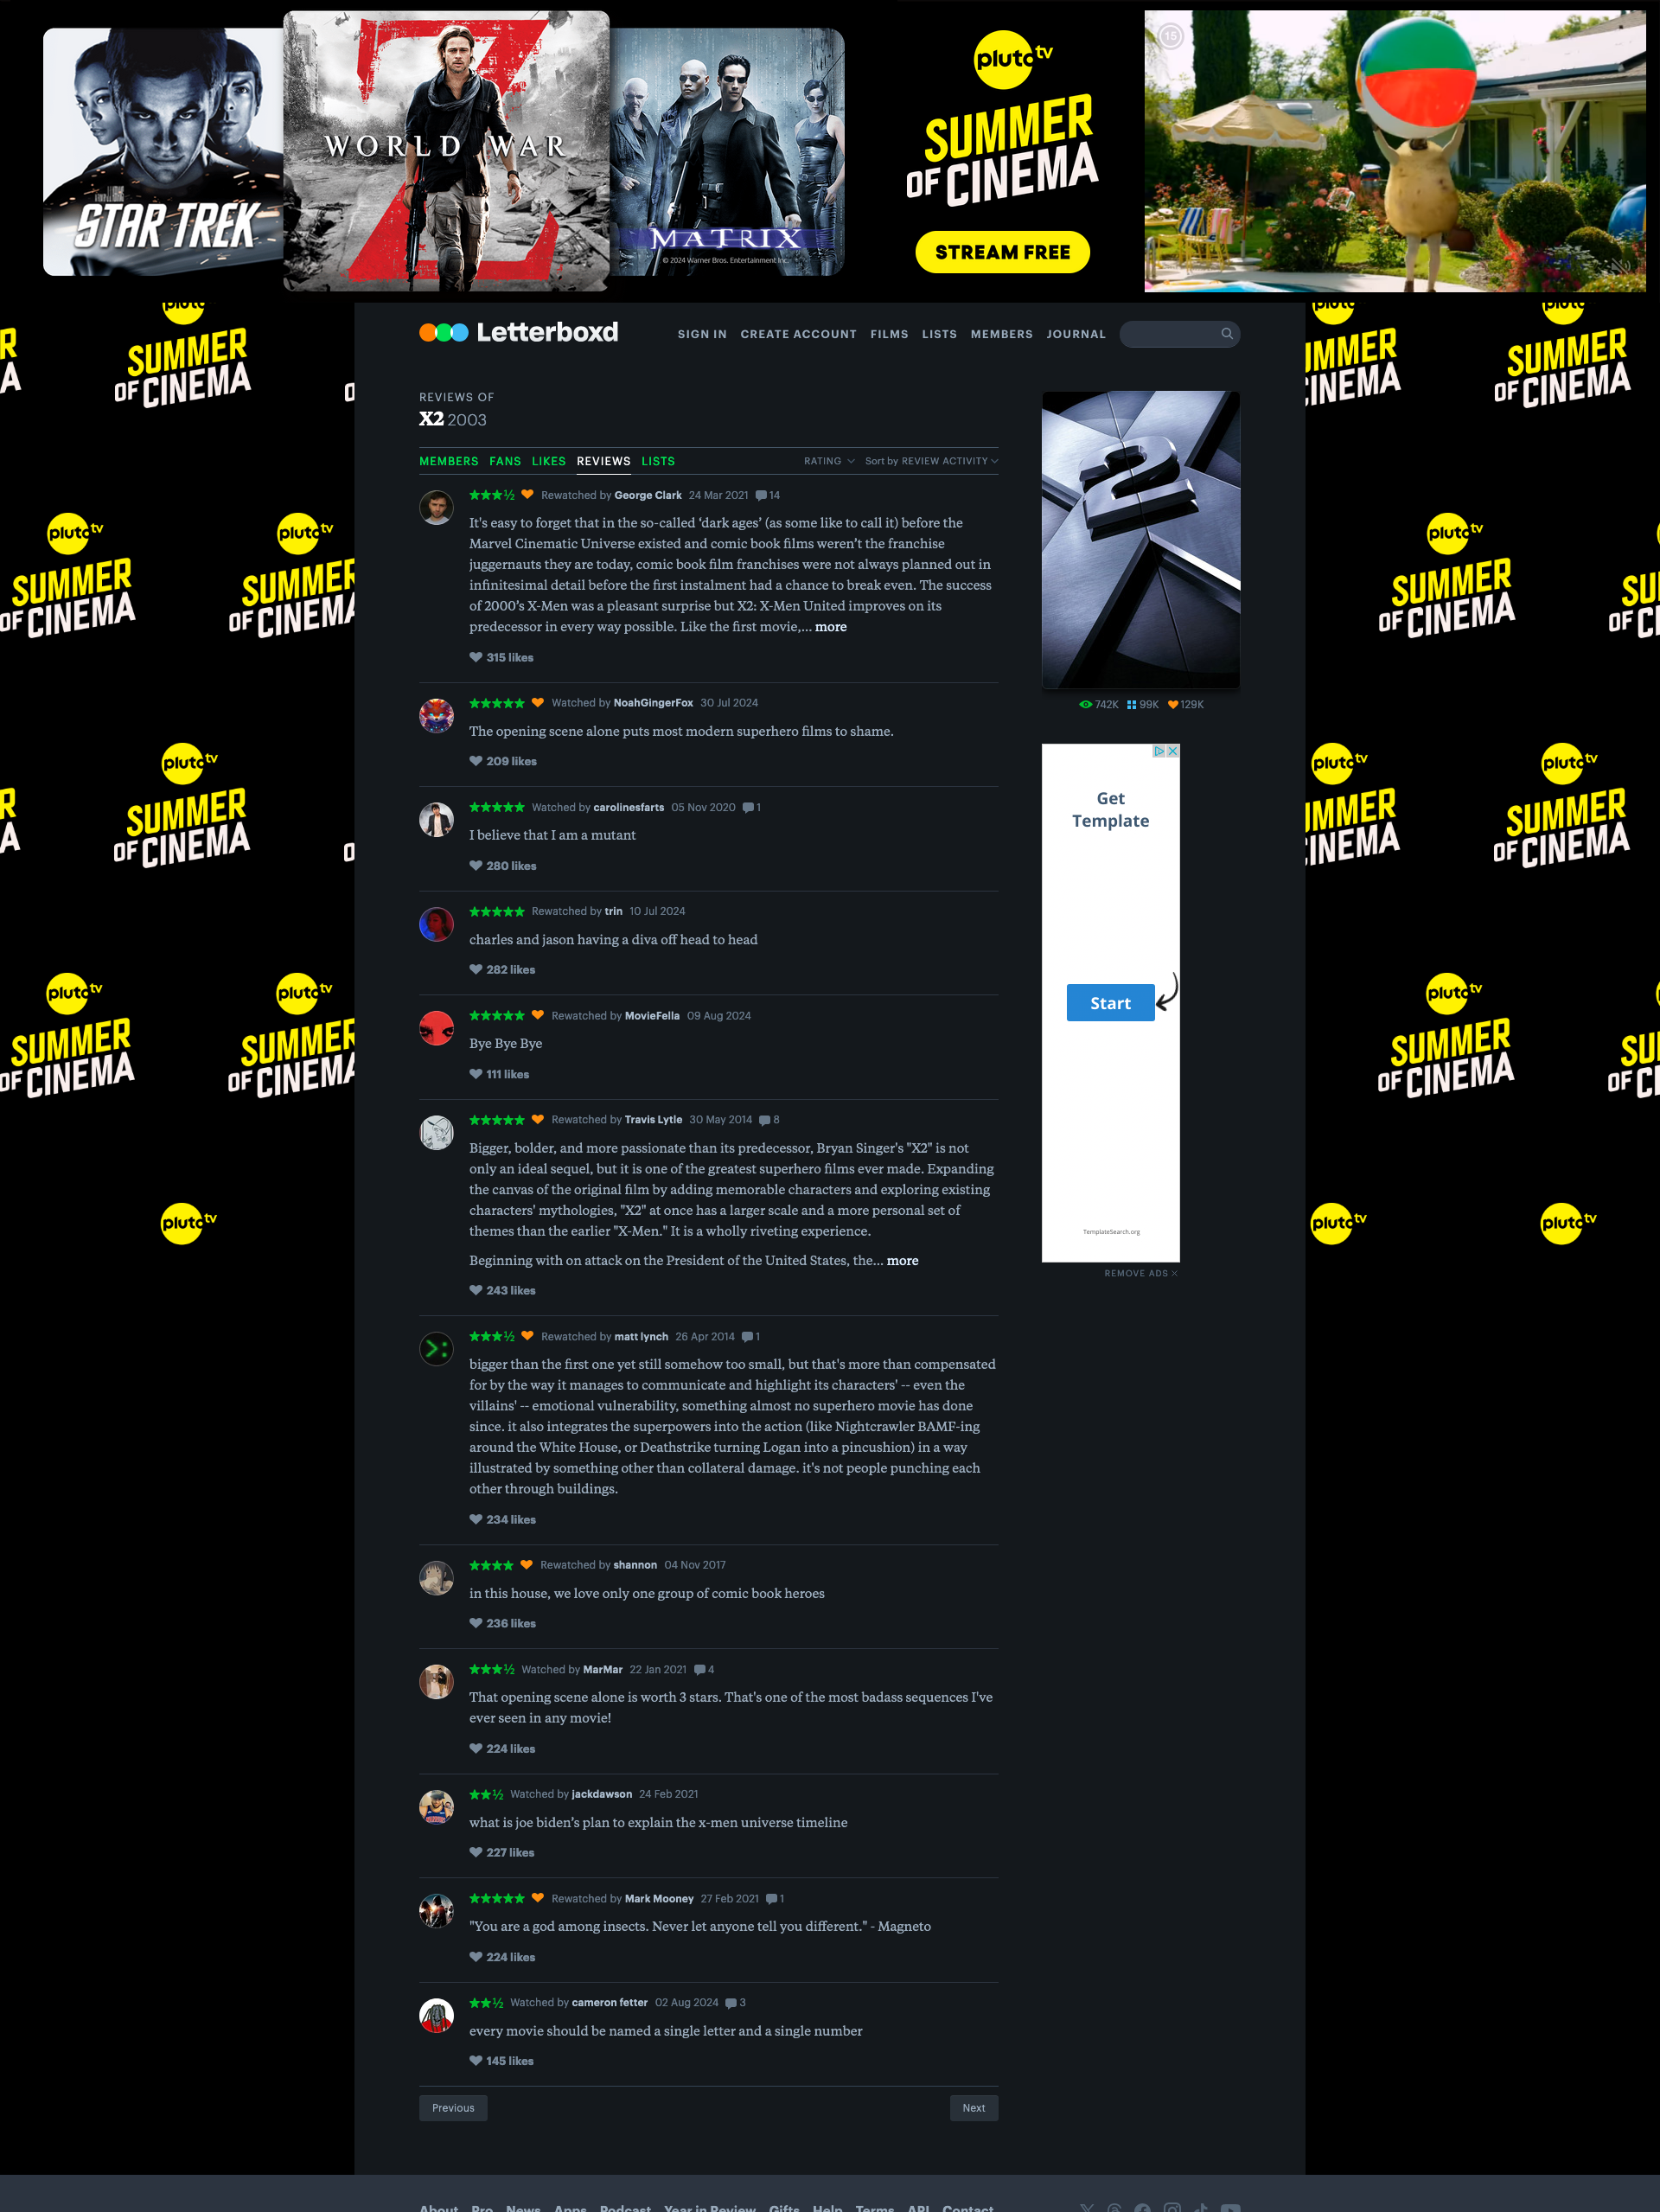 STAR TREK
WORLD WAR
Z
MATRIX
© 2024 Warner Bros. Entertainment Inc.
pluto tv
SUMMER
OF CINEMA
STREAM FREE
15
Letterboxd
SIGN IN CREATE ACCOUNT FILMS LISTS MEMBERS JOURNAL
REVIEWS OF
X2 2003
MEMBERS FANS LIKES REVIEWS LISTS
RATING Sort by REVIEW ACTIVITY
★★★½ Rewatched by George Clark 24 Mar 2021 14
It's easy to forget that in the so-called ‘dark ages’ (as some like to call it) before the
Marvel Cinematic Universe existed and comic book films weren’t the franchise
juggernauts they are today, comic book film franchises were not always planned out in
infinitesimal detail before the first instalment had a chance to break even. The success
of 2000’s X-Men was a pleasant surprise but X2: X-Men United improves on its
predecessor in every way possible. Like the first movie,… more
315 likes
★★★★★ Watched by NoahGingerFox 30 Jul 2024
The opening scene alone puts most modern superhero films to shame.
209 likes
★★★★★ Watched by carolinesfarts 05 Nov 2020 1
I believe that I am a mutant
280 likes
★★★★★ Rewatched by trin 10 Jul 2024
charles and jason having a diva off head to head
282 likes
★★★★★ Rewatched by MovieFella 09 Aug 2024
Bye Bye Bye
111 likes
★★★★★ Rewatched by Travis Lytle 30 May 2014 8
Bigger, bolder, and more passionate than its predecessor, Bryan Singer's "X2" is not
only an ideal sequel, but it is one of the greatest superhero films ever made. Expanding
the canvas of the original film by adding memorable characters and exploring existing
characters' mythologies, "X2" at once has a larger scale and a more personal set of
themes than the earlier "X-Men." It is a wholly riveting experience.
Beginning with on attack on the President of the United States, the… more
243 likes
★★★½ Rewatched by matt lynch 26 Apr 2014 1
bigger than the first one yet still somehow too small, but that's more than compensated
for by the way it manages to communicate and highlight its characters' -- even the
villains' -- emotional vulnerability, something almost no superhero movie has done
since. it also integrates the superpowers into the action (like Nightcrawler BAMF-ing
around the White House, or Deathstrike turning Logan into a pincushion) in a way
illustrated by something other than collateral damage. it's not people punching each
other through buildings.
234 likes
★★★★ Rewatched by shannon 04 Nov 2017
in this house, we love only one group of comic book heroes
236 likes
★★★½ Watched by MarMar 22 Jan 2021 4
That opening scene alone is worth 3 stars. That's one of the most badass sequences I've
ever seen in any movie!
224 likes
★★½ Watched by jackdawson 24 Feb 2021
what is joe biden’s plan to explain the x-men universe timeline
227 likes
★★★★★ Rewatched by Mark Mooney 27 Feb 2021 1
"You are a god among insects. Never let anyone tell you different." - Magneto
224 likes
★★½ Watched by cameron fetter 02 Aug 2024 3
every movie should be named a single letter and a single number
145 likes
Previous Next
2
742K 99K 129K
Get
Template
Start
TemplateSearch.org
REMOVE ADS
pluto tv
SUMMER
OF CINEMA
About Pro News Apps Podcast Year in Review Gifts Help Terms API Contact